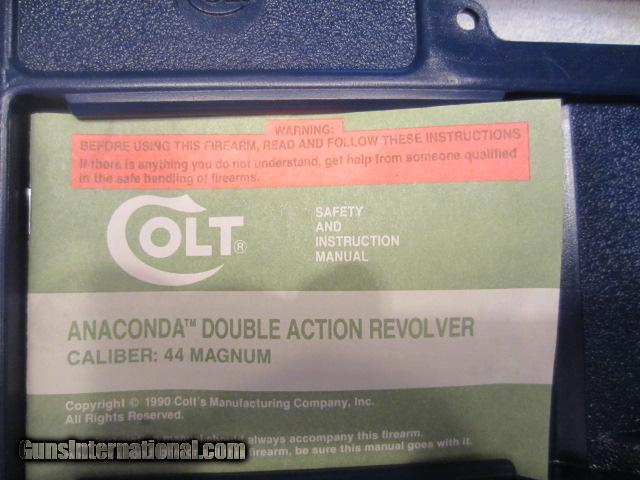 COLT
WARNING:
BEFORE USING THIS FIREARM, READ AND FOLLOW THESE INSTRUCTIONS
If there is anything you do not understand, get help from someone qualified
in the safe handling of firearms.
COLT®
SAFETY
AND
INSTRUCTION
MANUAL
ANACONDA™ DOUBLE ACTION REVOLVER
CALIBER: 44 MAGNUM
Copyright © 1990 Colt's Manufacturing Company, Inc.
All Rights Reserved.
should always accompany this firearm.
firearm, be sure this manual goes with it.
GunsInternational.com